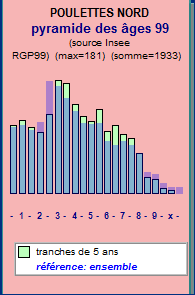 POULETTES NORD
pyramide des âges 99
(source Insee
RGP99) (max=181) (somme=1933)
- 1 - 2 - 3 - 4 - 5 - 6 - 7 - 8 - 9 - x -
tranches de 5 ans
référence: ensemble